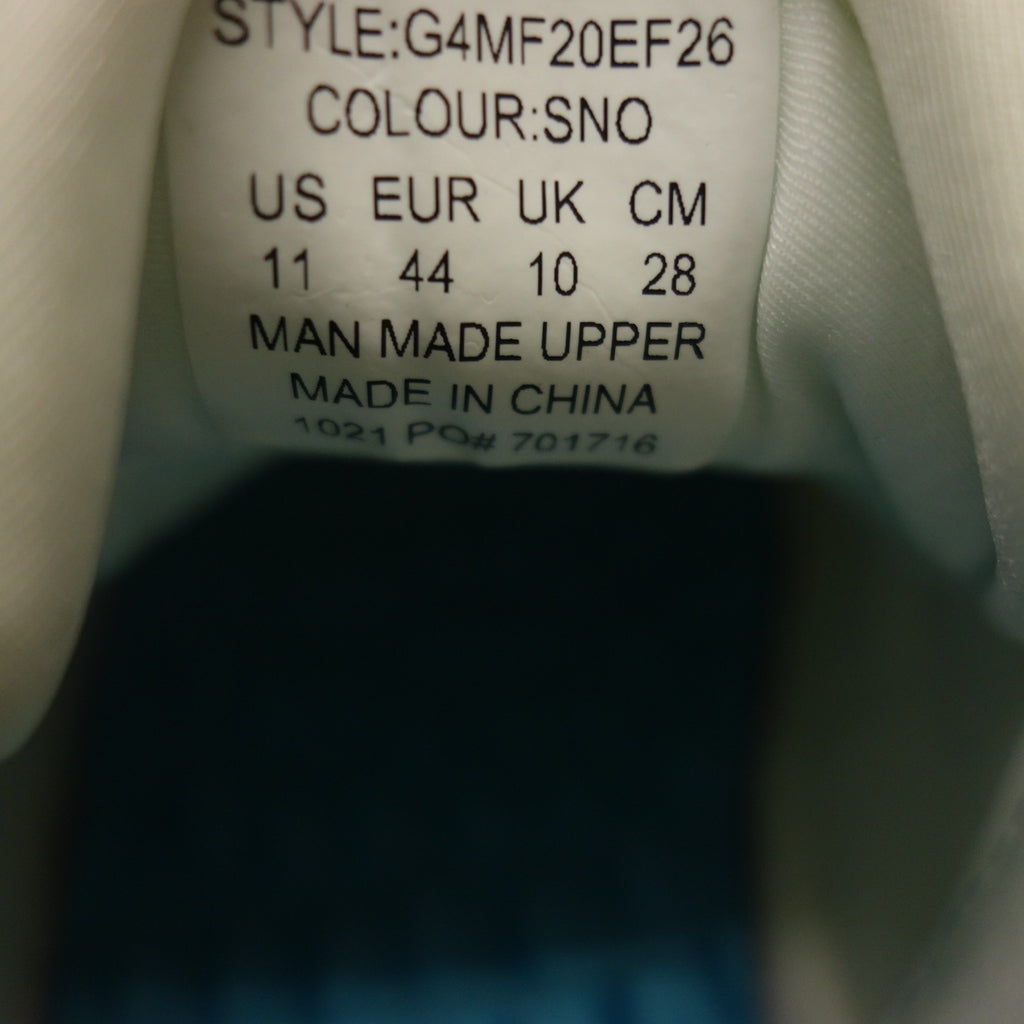 STYLE:G4MF20EF26
COLOUR:SNO
US EUR UK CM
11 44 10 28
MAN MADE UPPER
MADE IN CHINA
1021 PO# 701716